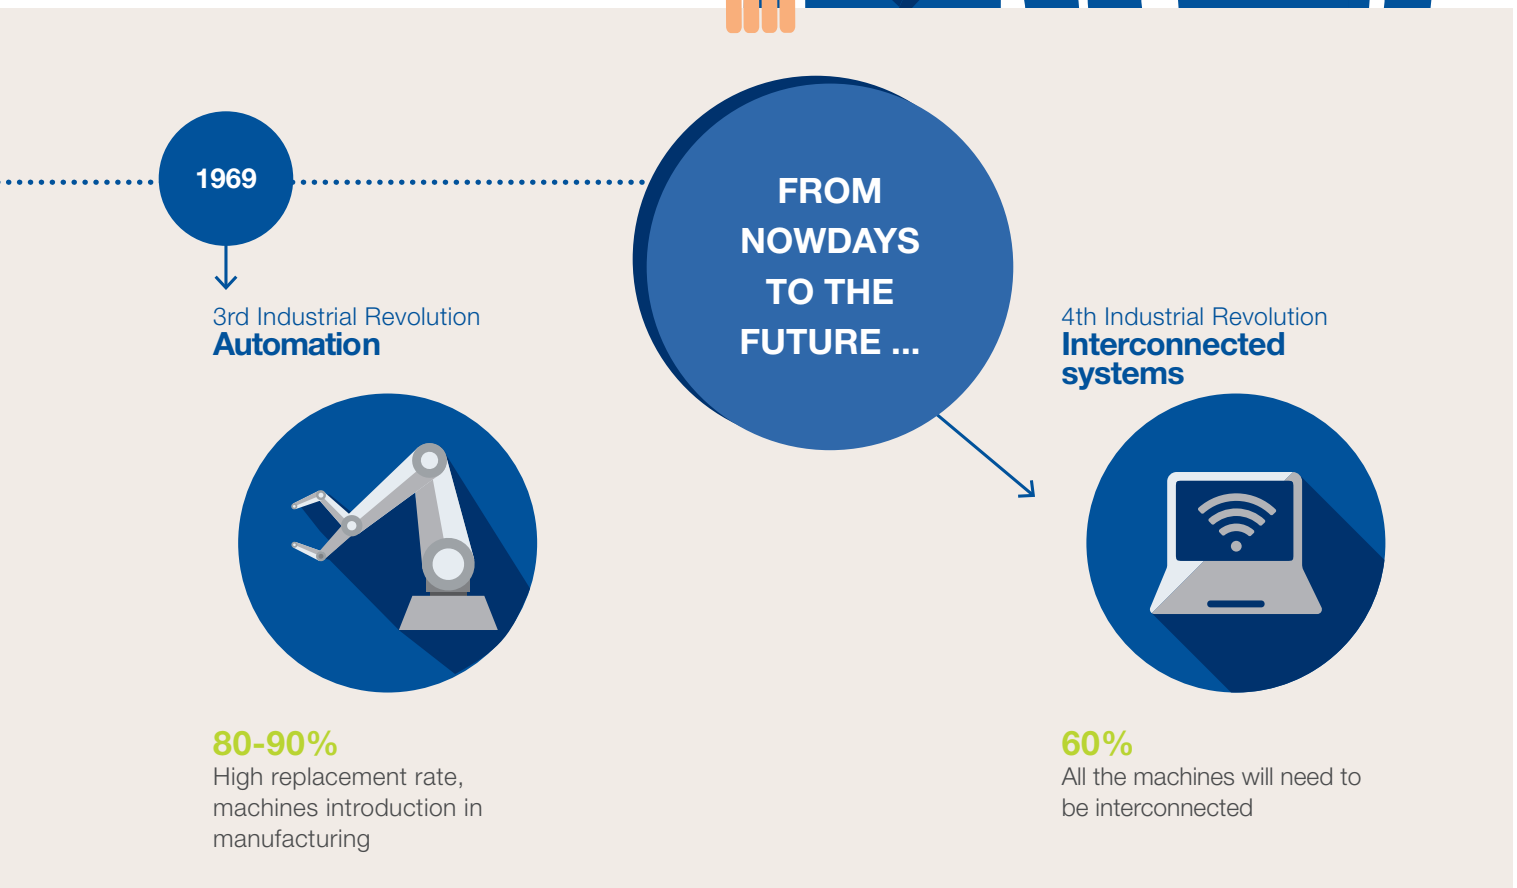 1969
FROM
NOWDAYS
TO THE
FUTURE ...
3rd Industrial Revolution
Automation
4th Industrial Revolution
Interconnected
systems
80-90%
High replacement rate,
machines introduction in
manufacturing
60%
All the machines will need to
be interconnected